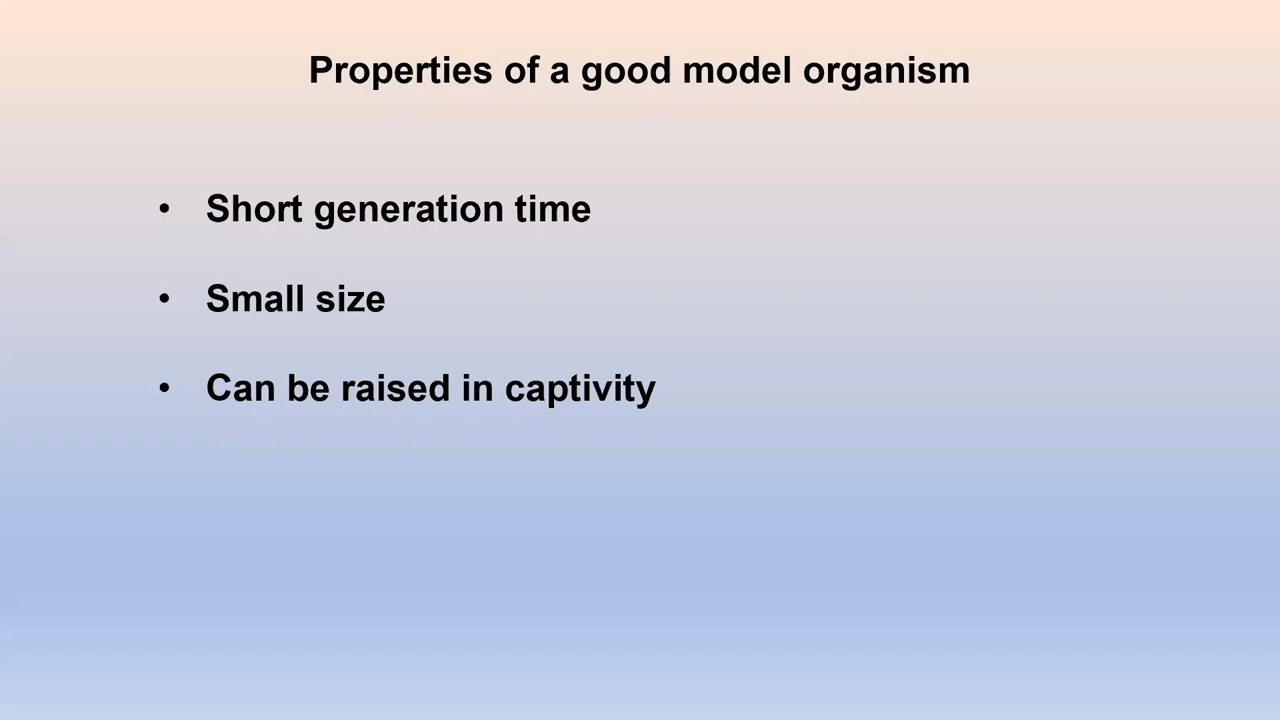 Properties of a good model organism
• Short generation time
• Small size
• Can be raised in captivity